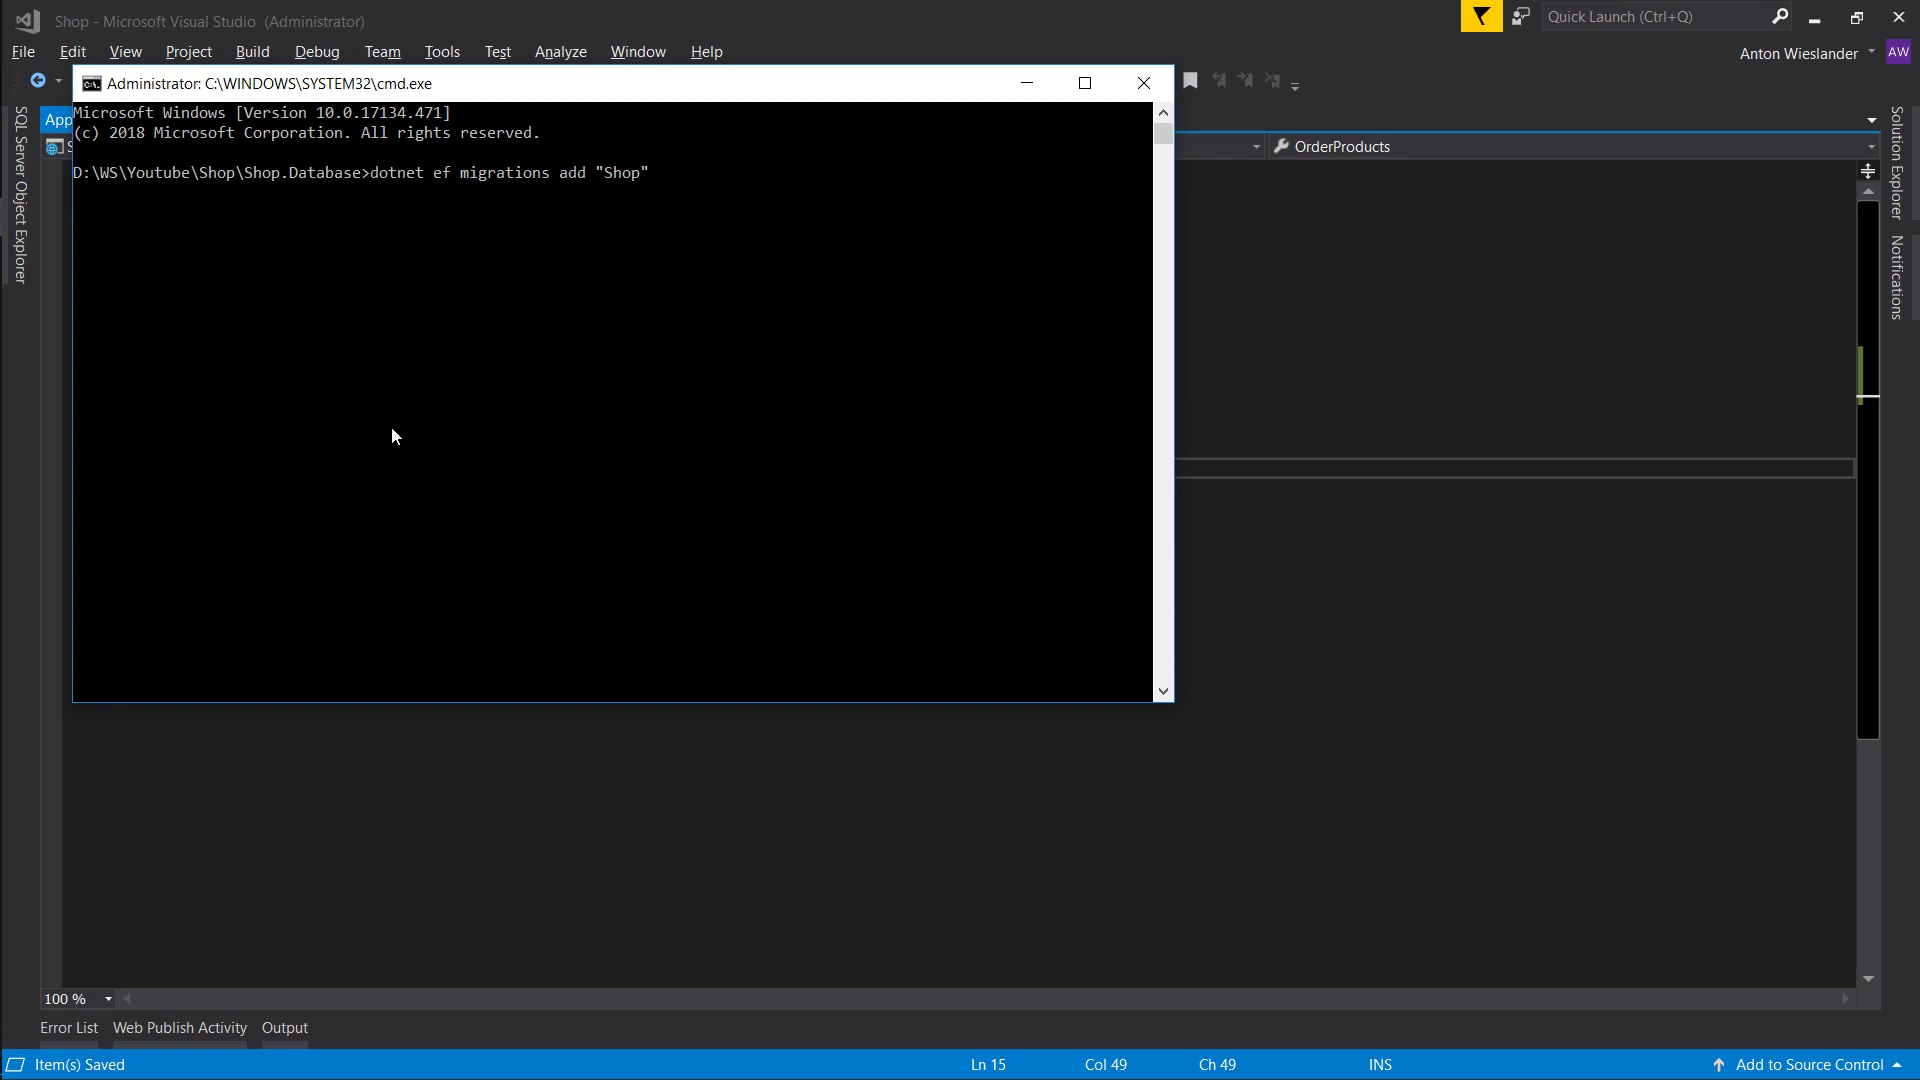 Shop - Microsoft Visual Studio (Administrator)
Quick Launch (Ctrl+Q)
File Edit View Project Build Debug Team Tools Test Analyze Window Help
Anton Wieslander AW
Administrator: C:\WINDOWS\SYSTEM32\cmd.exe
Microsoft Windows [Version 10.0.17134.471]
(c) 2018 Microsoft Corporation. All rights reserved.
D:\WS\Youtube\Shop\Shop.Database>dotnet ef migrations add "Shop"
App
S
OrderProducts
SQL Server Object Explorer
Solution Explorer
Notifications
100 %
Error List Web Publish Activity Output
Item(s) Saved Ln 15 Col 49 Ch 49 INS Add to Source Control